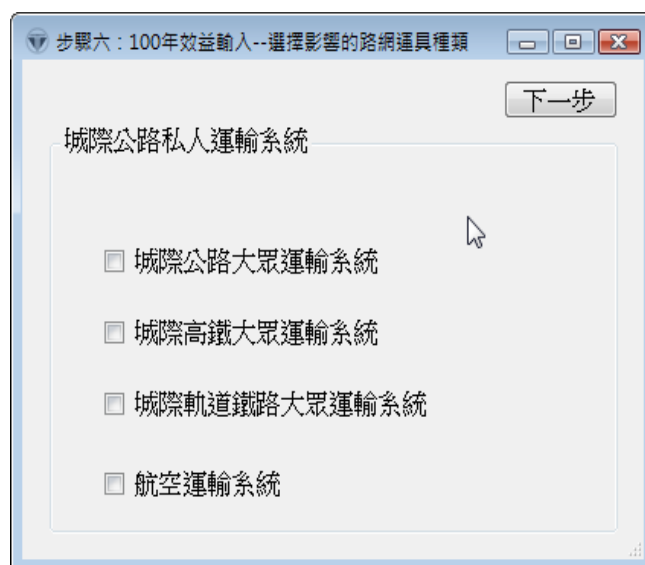 步驟六：100年效益輸入--選擇影響的路網運具種類
下一步
城際公路私人運輸系統
城際公路大眾運輸系統
城際高鐵大眾運輸系統
城際軌道鐵路大眾運輸系統
航空運輸系統